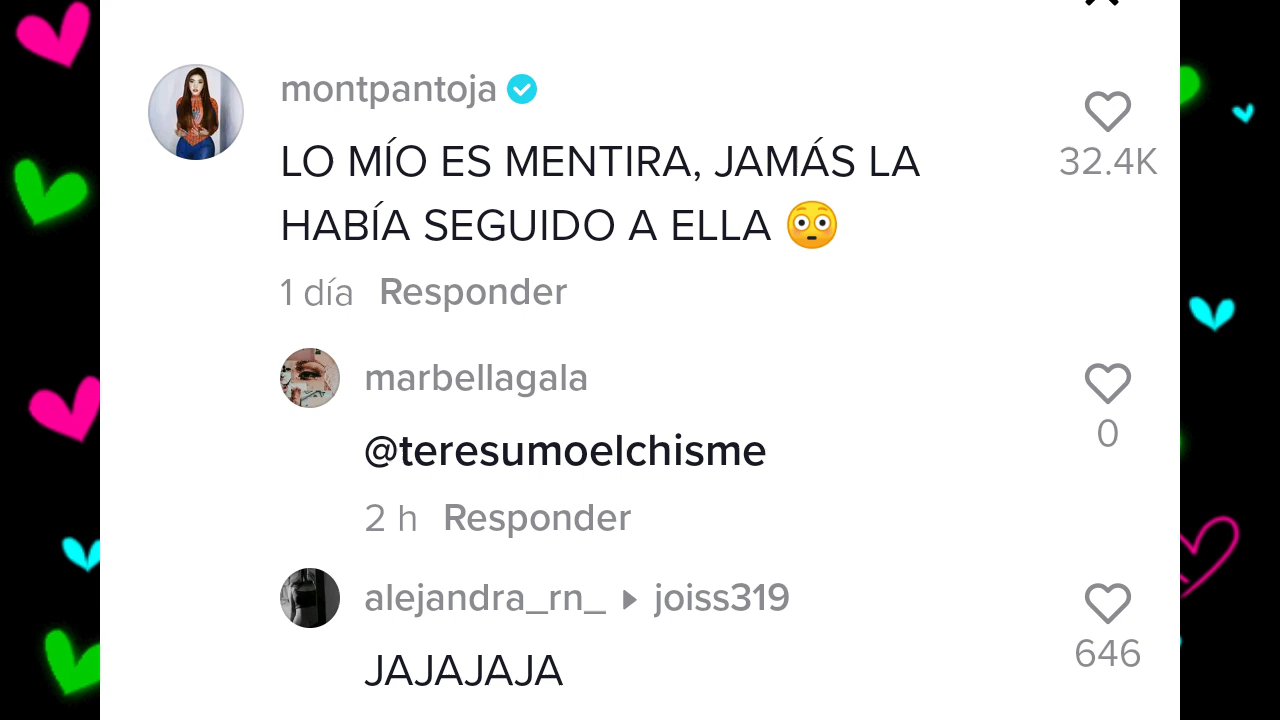 montpantoja
32.4K
LO MÍO ES MENTIRA, JAMÁS LA
HABÍA SEGUIDO A ELLA 😳
1 día Responder
marbellagala
0
@teresumoelchisme
2 h Responder
alejandra_rn_ ▸ joiss319
646
JAJAJAJA